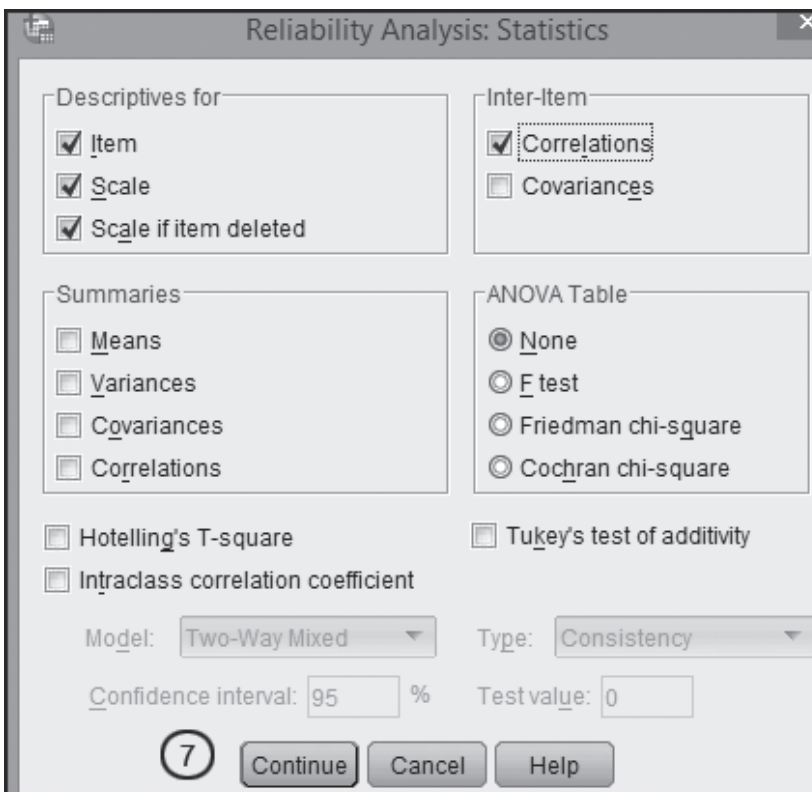 Reliability Analysis: Statistics
Descriptives for
Item
Scale
Scale if item deleted
Inter-Item
Correlations
Covariances
Summaries
Means
Variances
Covariances
Correlations
ANOVA Table
None
F test
Friedman chi-square
Cochran chi-square
Hotelling's T-square
Tukey's test of additivity
Intraclass correlation coefficient
Model: Two-Way Mixed
Type: Consistency
Confidence interval: 95 %
Test value: 0
7
Continue
Cancel
Help